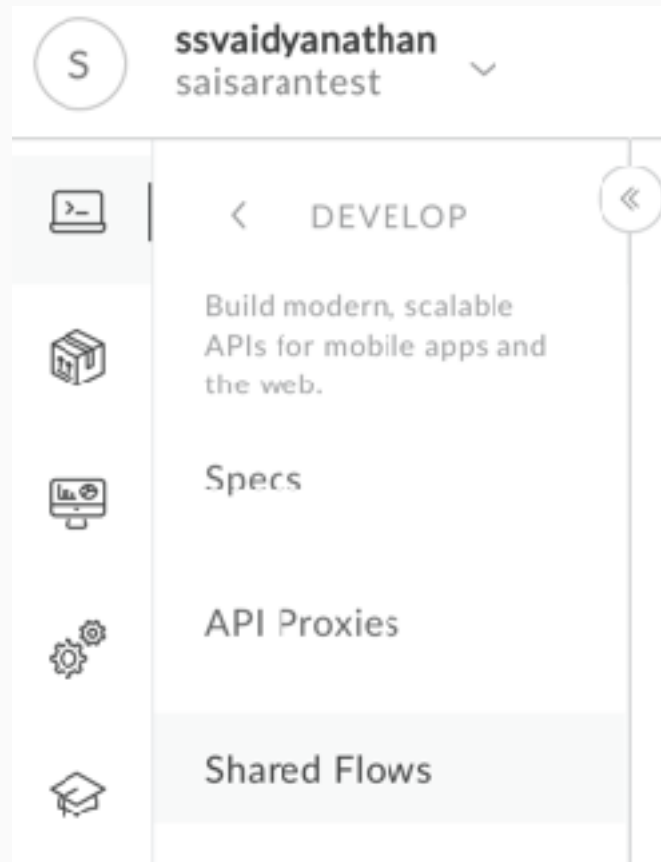 S
ssvaidyanathan
saisarantest
DEVELOP
Build modern, scalable
APIs for mobile apps and
the web.
Specs
API Proxies
Shared Flows